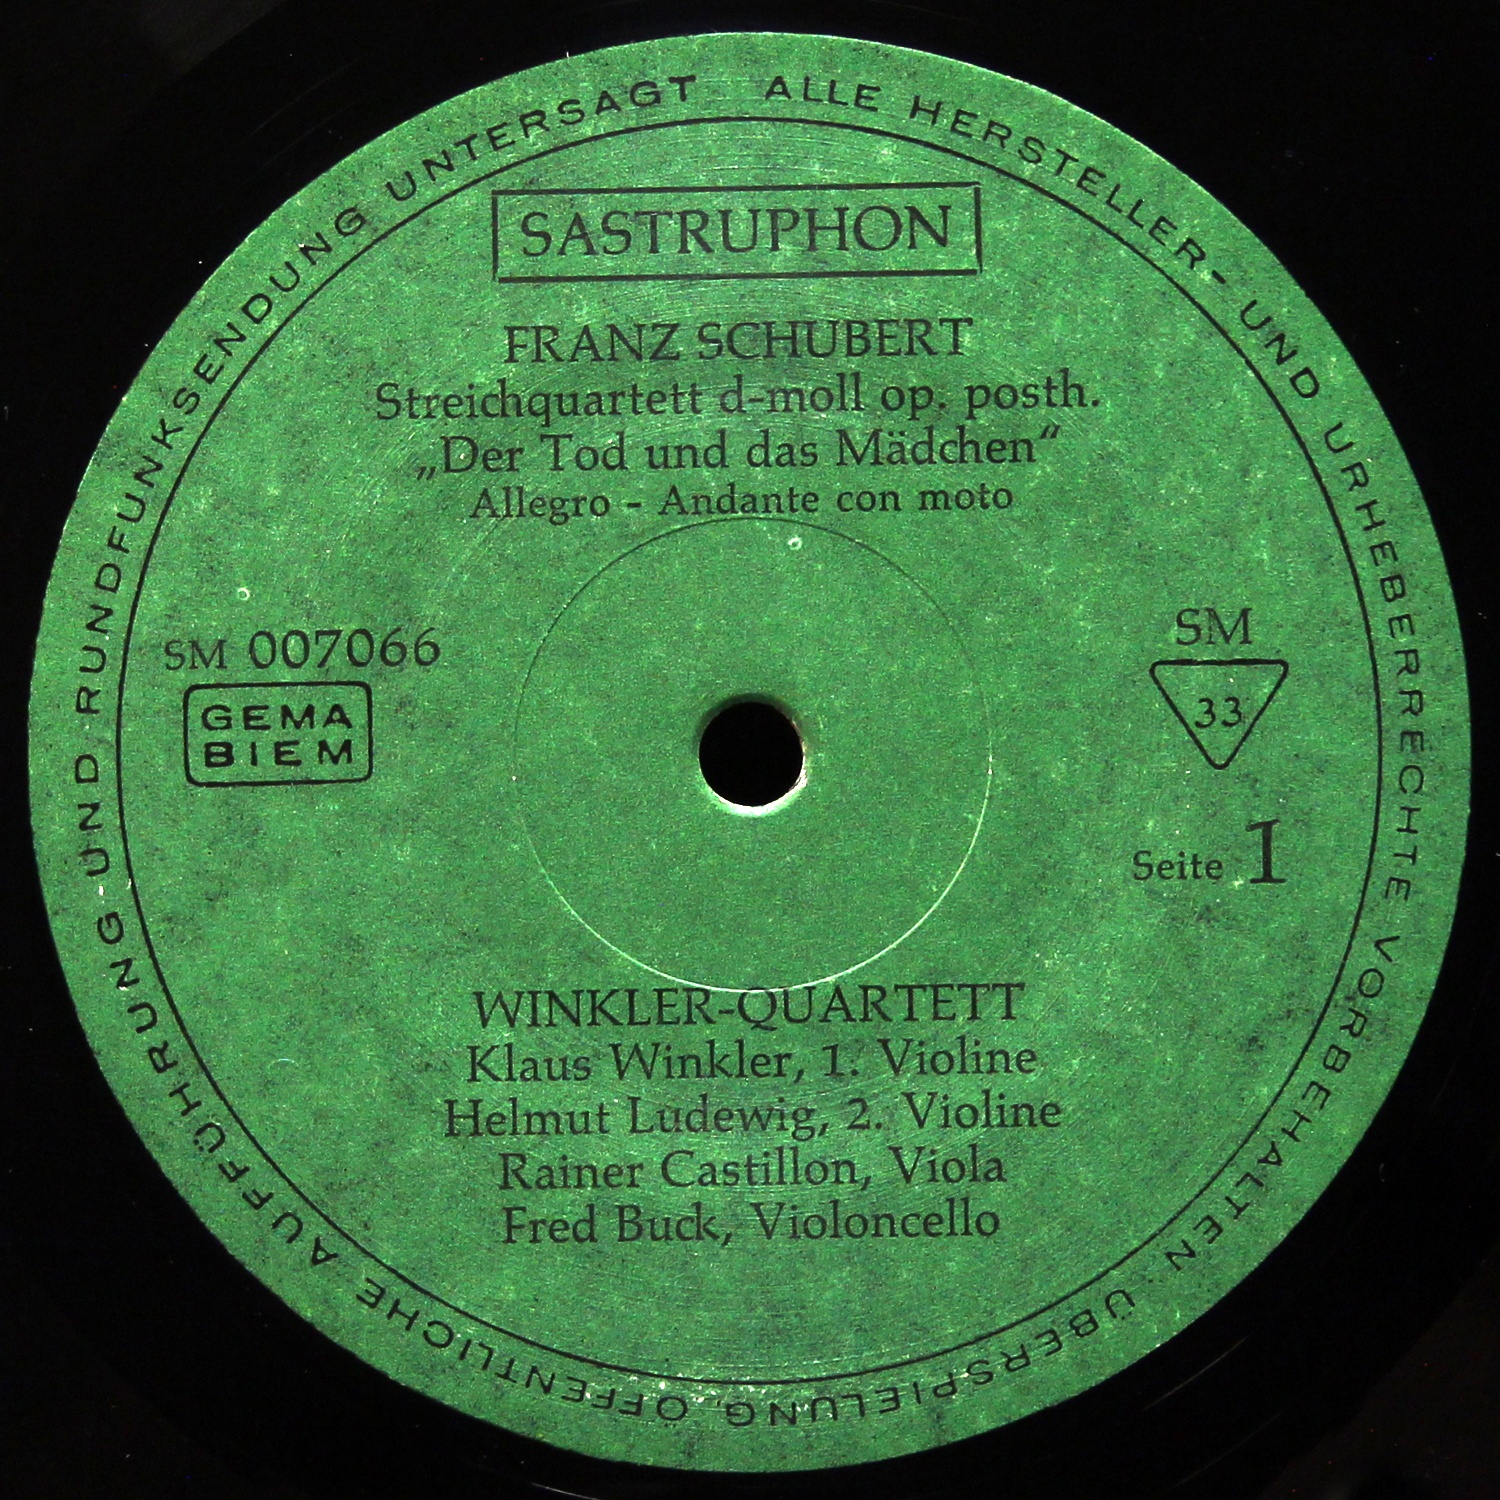 ALLE HERSTELLER- UND URHEBERRECHTE VORBEHALTEN ÜBERSPIELUNG, ÖFFENTLICHE AUFFÜHRUNG UND RUNDFUNKSENDUNG UNTERSAGT
SASTRUPHON
FRANZ SCHUBERT
Streichquartett d-moll op. posth.
„Der Tod und das Mädchen“
Allegro - Andante con moto
SM 007066
GEMA
BIEM
SM
33
Seite 1
WINKLER-QUARTETT
Klaus Winkler, 1. Violine
Helmut Ludewig, 2. Violine
Rainer Castillon, Viola
Fred Buck, Violoncello